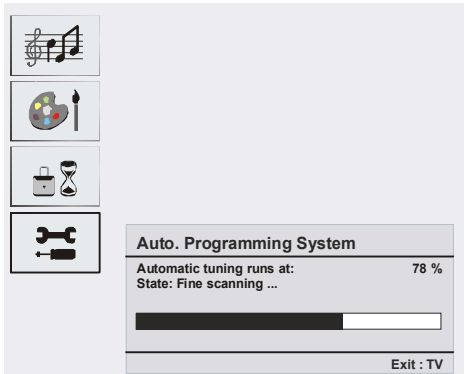 Auto. Programming System
Automatic tuning runs at: 78 %
State: Fine scanning ...
Exit : TV